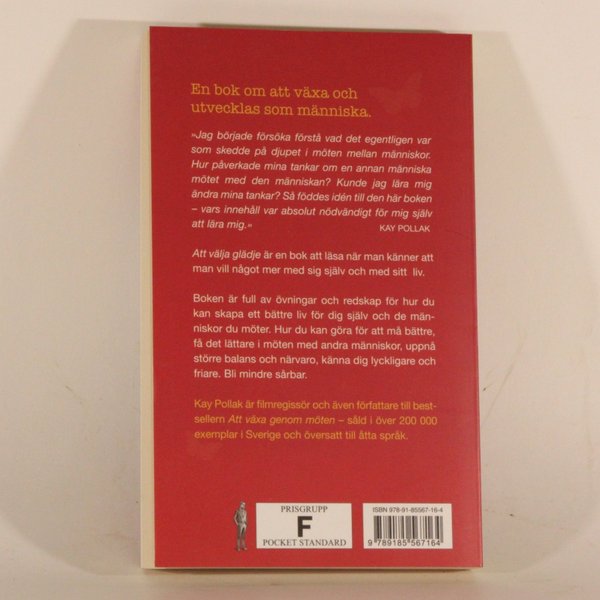 En bok om att växa och
utvecklas som människa.
»Jag började försöka förstå vad det egentligen var
som skedde på djupet i möten mellan människor.
Hur påverkade mina tankar om en annan människa
mötet med den människan? Kunde jag lära mig
ändra mina tankar? Så föddes idén till den här boken
– vars innehåll var absolut nödvändigt för mig själv
att lära mig.«
KAY POLLAK
Att välja glädje är en bok att läsa när man känner att
man vill något mer med sig själv och med sitt liv.
Boken är full av övningar och redskap för hur du
kan skapa ett bättre liv för dig själv och de män-
niskor du möter. Hur du kan göra för att må bättre,
få det lättare i möten med andra människor, uppnå
större balans och närvaro, känna dig lyckligare och
friare. Bli mindre sårbar.
Kay Pollak är filmregissör och även författare till best-
sellern Att växa genom möten – såld i över 200 000
exemplar i Sverige och översatt till åtta språk.
PRISGRUPP
F
POCKET STANDARD
ISBN 978-91-85567-16-4
9 789185 567164